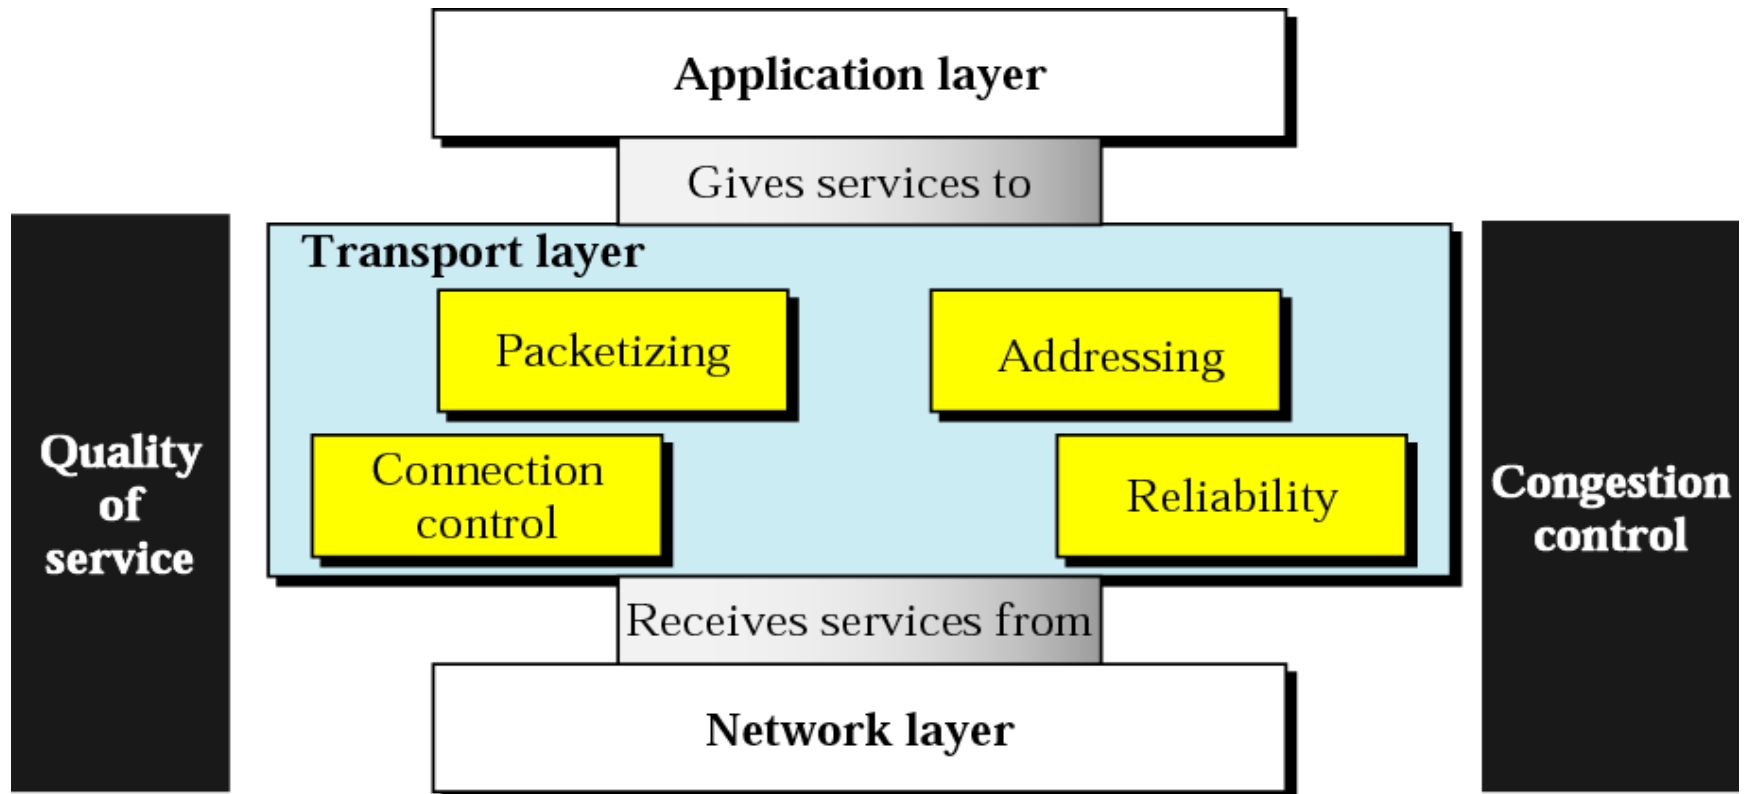 Application layer
Gives services to
Transport layer
Packetizing
Addressing
Connection
control
Reliability
Receives services from
Network layer
Quality
of
service
Congestion
control